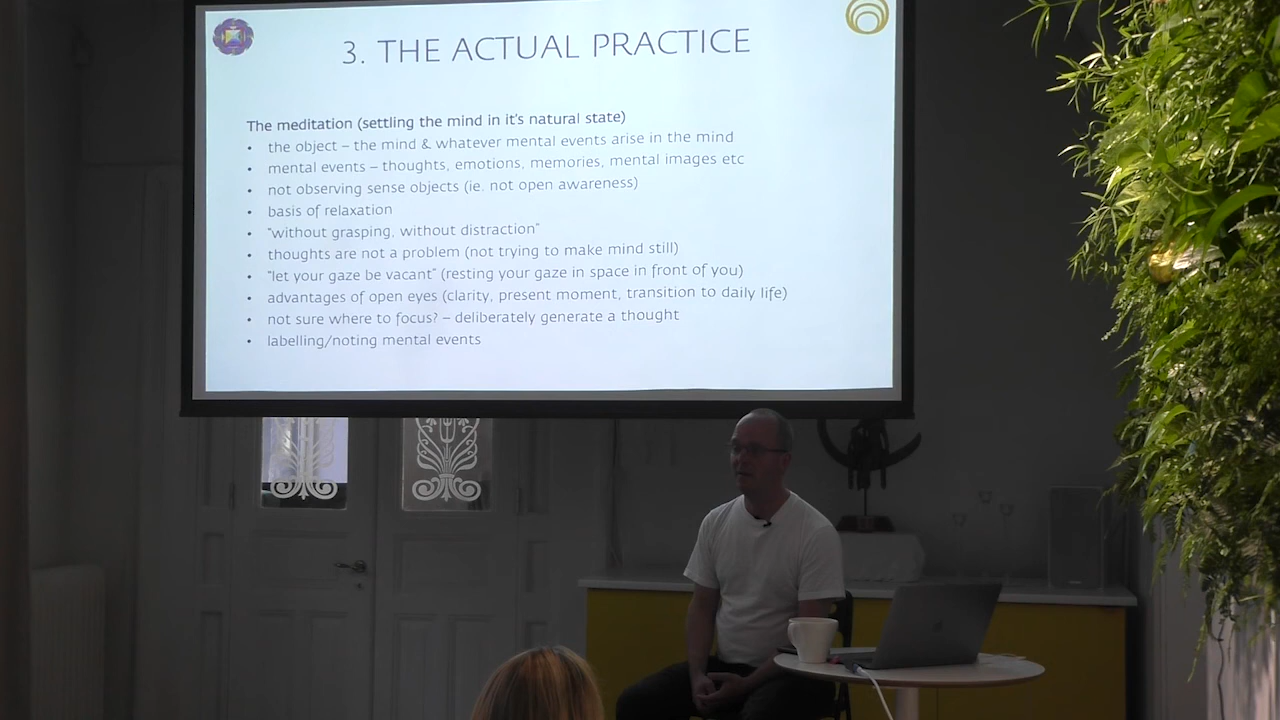 3. THE ACTUAL PRACTICE
The meditation (settling the mind in it's natural state)
• the object – the mind & whatever mental events arise in the mind
• mental events – thoughts, emotions, memories, mental images etc
• not observing sense objects (ie. not open awareness)
• basis of relaxation
• "without grasping, without distraction"
• thoughts are not a problem (not trying to make mind still)
• "let your gaze be vacant" (resting your gaze in space in front of you)
• advantages of open eyes (clarity, present moment, transition to daily life)
• not sure where to focus? – deliberately generate a thought
• labelling/noting mental events